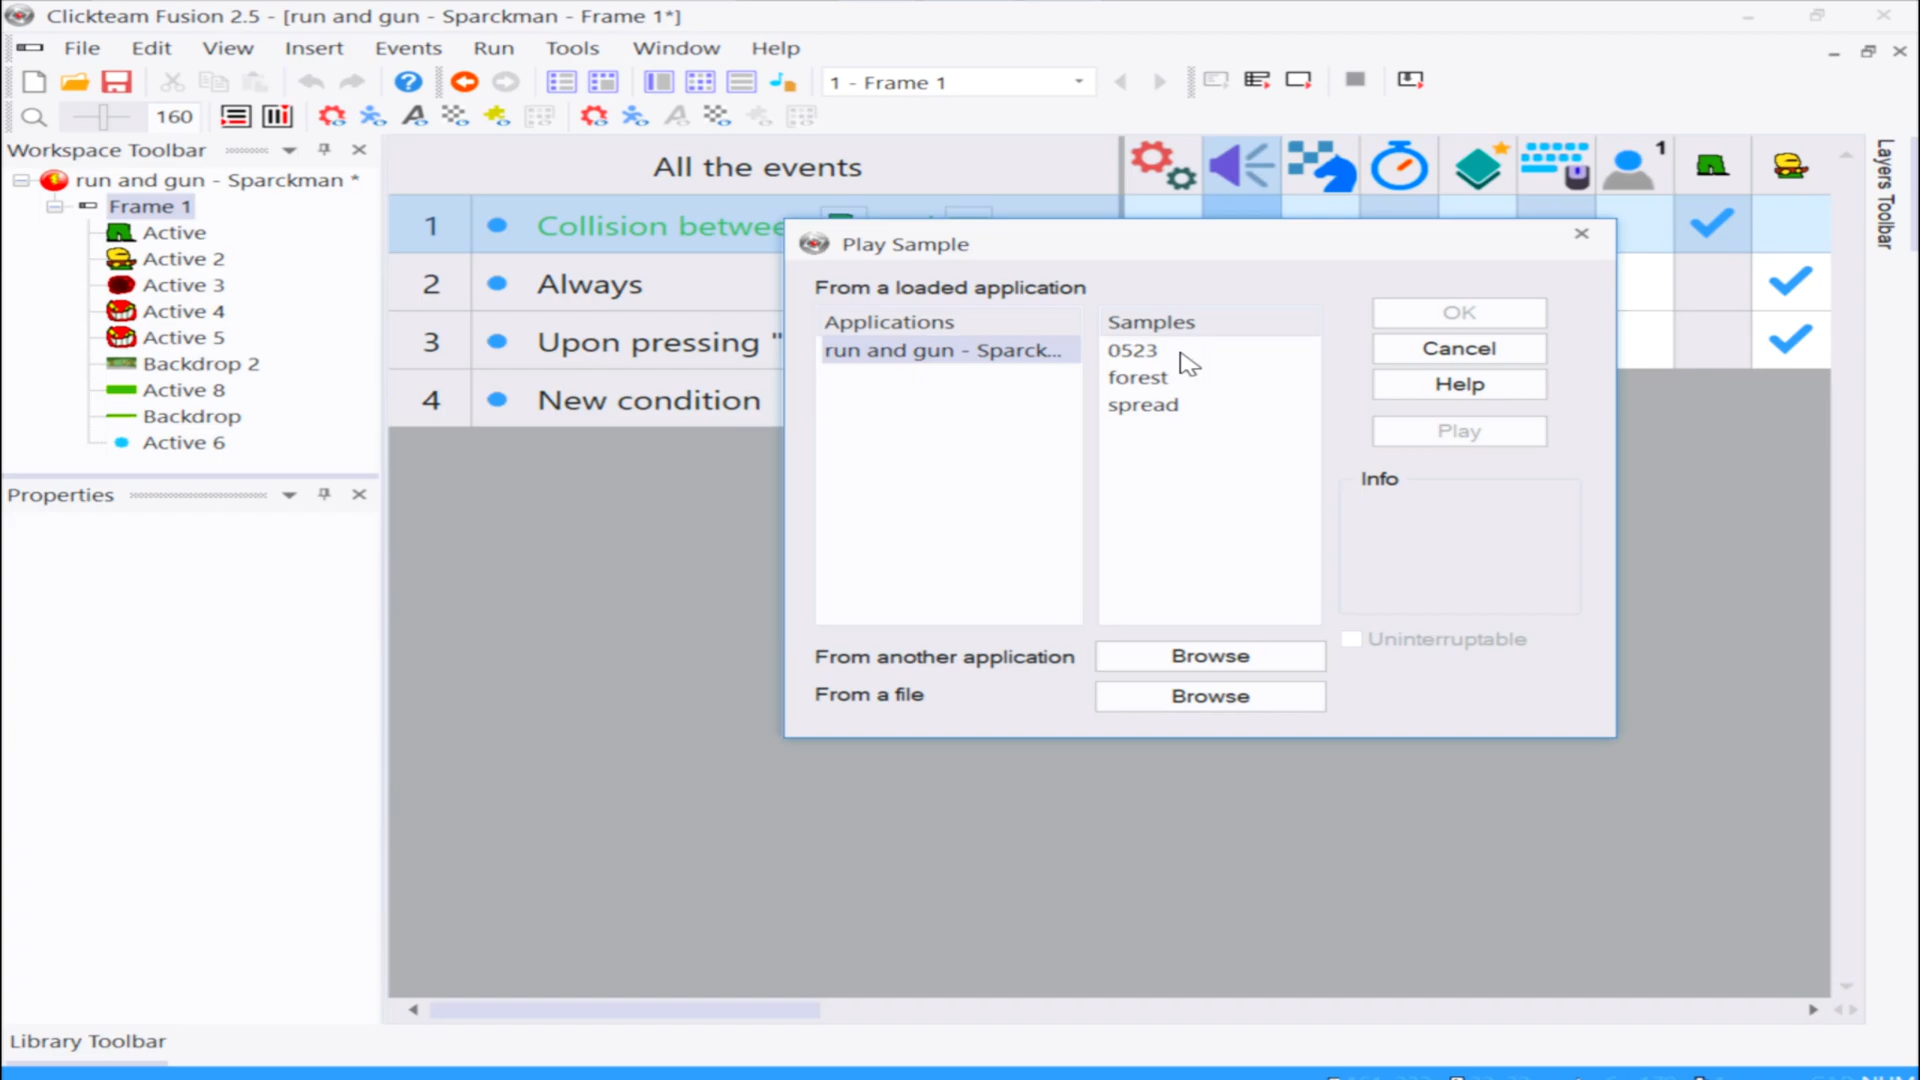 Clickteam Fusion 2.5 - [run and gun - Sparckman - Frame 1*]
File Edit View Insert Events Run Tools Window Help
1 - Frame 1
160
Workspace Toolbar
All the events
1
Layers Toolbar
run and gun - Sparckman *
Frame 1
Active
Active 2
Active 3
Active 4
Active 5
Backdrop 2
Active 8
Backdrop
Active 6
Properties
1 Collision betwee
2 Always
3 Upon pressing "
4 New condition
Play Sample
From a loaded application
Applications
run and gun - Sparck...
Samples
0523
forest
spread
OK
Cancel
Help
Play
Info
Uninterruptable
From another application Browse
From a file Browse
Library Toolbar